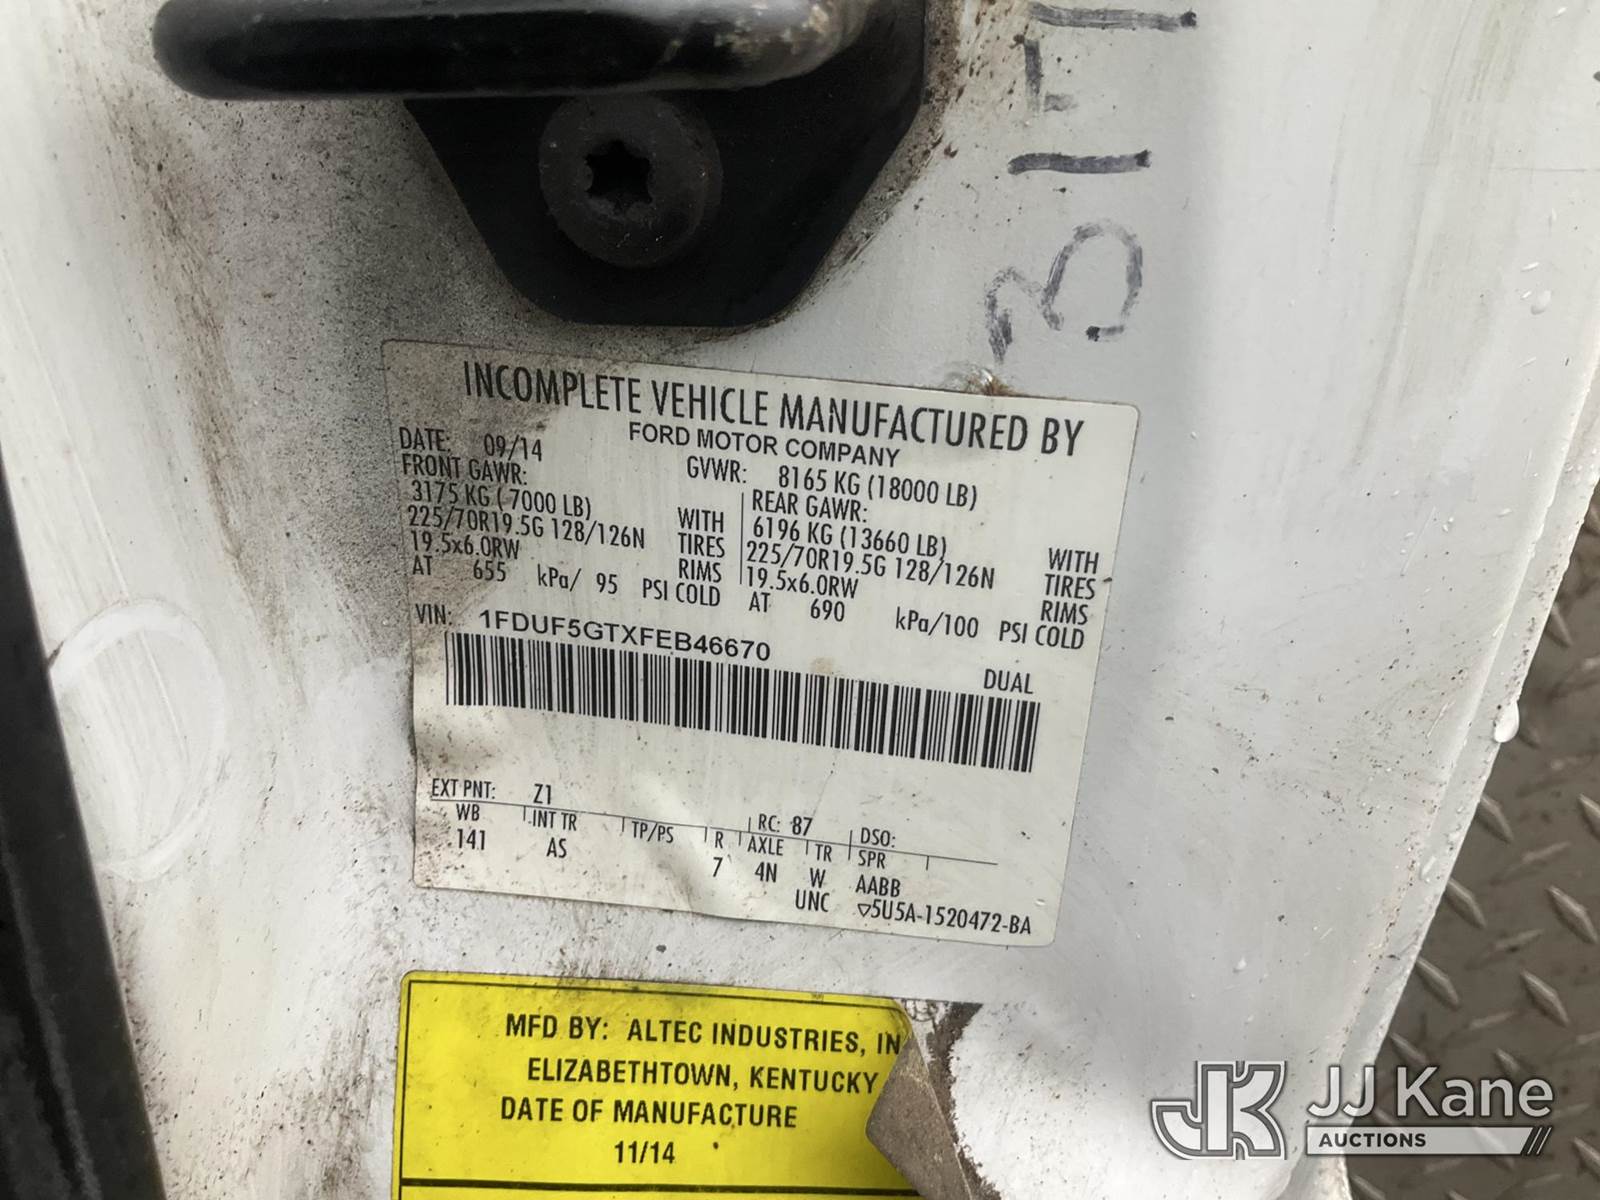 INCOMPLETE VEHICLE MANUFACTURED BY
FORD MOTOR COMPANY
DATE: 09/14 GVWR: 8165 KG (18000 LB)
FRONT GAWR: REAR GAWR:
3175 KG ( 7000 LB) WITH 6196 KG (13660 LB) WITH
225/70R19.5G 128/126N TIRES 225/70R19.5G 128/126N TIRES
19.5x6.0RW RIMS 19.5x6.0RW RIMS
AT 655 kPa/ 95 PSI COLD AT 690 kPa/100 PSI COLD
VIN: 1FDUF5GTXFEB46670
DUAL
EXT PNT: Z1 RC: 87 DSO:
WB INT TR TP/PS R AXLE TR SPR
141 AS 7 4N W AABB
UNC ▽5U5A-1520472-BA
MFD BY: ALTEC INDUSTRIES, IN
ELIZABETHTOWN, KENTUCKY
DATE OF MANUFACTURE
11/14
JJ Kane
AUCTIONS